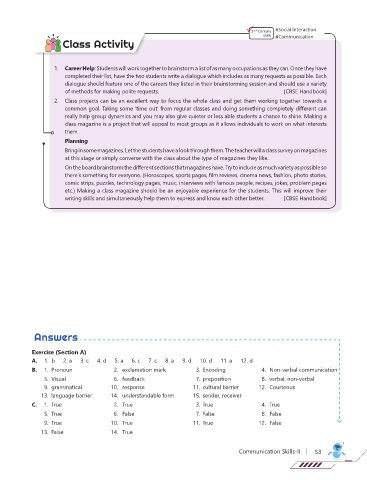 21st Century #Social Interaction
Skills #Communication
Class Activity
1. Career Help: Students will work together to brainstorm a list of as many occupations as they can. Once they have
completed their list, have the two students write a dialogue which includes as many requests as possible. Each
dialogue should feature one of the careers they listed in their brainstorming session and should use a variety
of methods for making polite requests. [CBSE Handbook]
2. Class projects can be an excellent way to focus the whole class and get them working together towards a
common goal. Taking some 'time out' from regular classes and doing something completely different can
really help group dynamics and you may also give quieter or less able students a chance to shine. Making a
class magazine is a project that will appeal to most groups as it allows individuals to work on what interests
them.
Planning
Bring in some magazines. Let the students have a look through them. The teacher will a class survey on magazines
at this stage or simply converse with the class about the type of magazines they like.
On the board brainstorm the different sections that magazines have. Try to include as much variety as possible so
there's something for everyone. (Horoscopes, sports pages, film reviews, cinema news, fashion, photo stories,
comic strips, puzzles, technology pages, music, interviews with famous people, recipes, jokes, problem pages
etc.) Making a class magazine should be an enjoyable experience for the students. This will improve their
writing skills and simultaneously help them to express and know each other better. [CBSE Handbook]
Answers
Exercise (Section A)
A. 1. b 2. a 3. c 4. d 5. a 6. c 7. c 8. a 9. d 10. d 11. a 12. d
B. 1. Pronoun 2. exclamation mark 3. Encoding 4. Non-verbal communication
5. Visual 6. feedback 7. preposition 8. verbal, non-verbal
9. grammatical 10. response 11. cultural barrier 12. Courteous
13. language barrier 14. understandable form 15. sender, receiver
C. 1. True 2. True 3. True 4. True
5. True 6. False 7. False 8. False
9. True 10. True 11. True 12. False
13. False 14. True
Communication Skills-II | 53